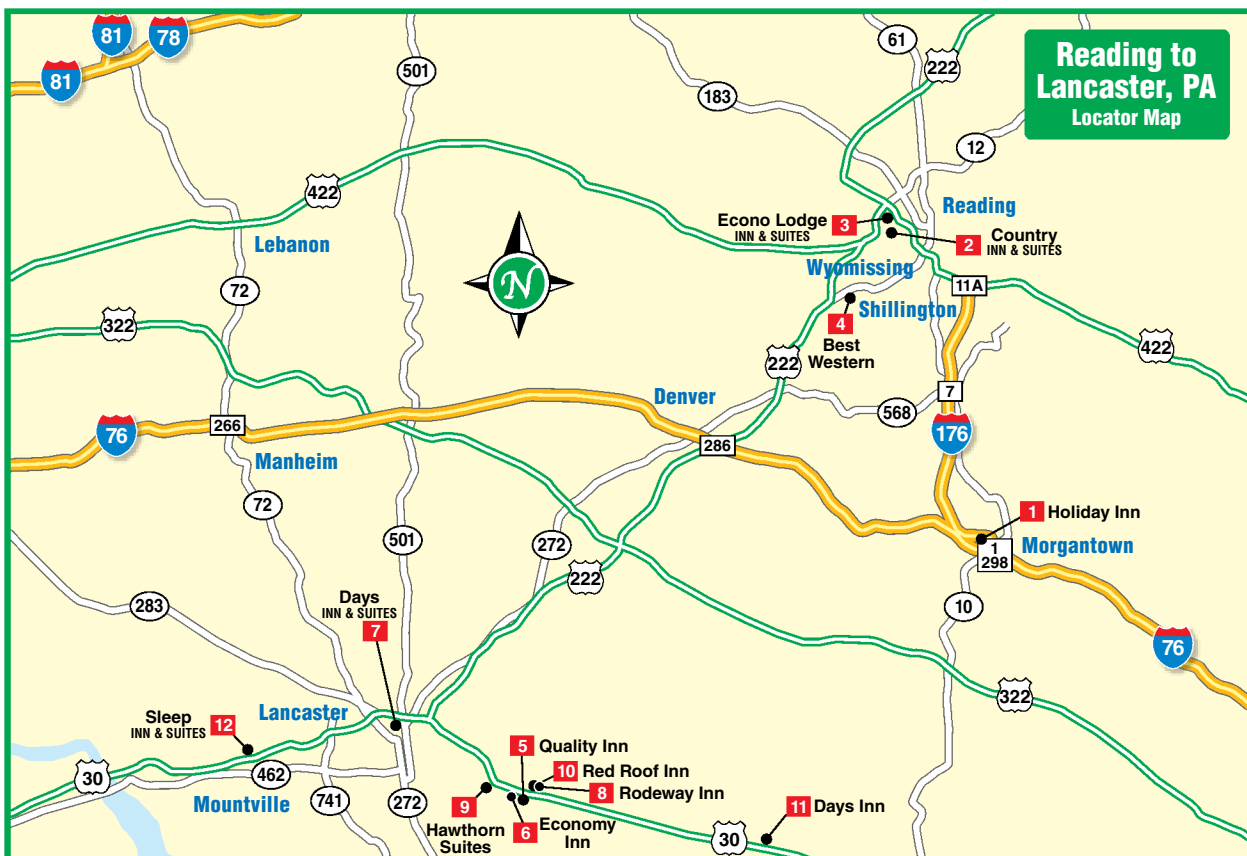 81
78
81
501
61
222
183
12
Reading to
Lancaster, PA
Locator Map
422
Lebanon
Reading
Econo Lodge
INN & SUITES
3
2
Country
INN & SUITES
Wyomissing
N
72
11A
322
Shillington
4
Best
Western
422
222
Denver
7
568
76
266
286
176
Manheim
72
501
272
1
Holiday Inn
Morgantown
1
298
222
283
Days
INN & SUITES
7
10
76
322
Lancaster
Sleep
INN & SUITES
12
5
Quality Inn
10
Red Roof Inn
8
Rodeway Inn
30
462
Mountville
741
272
9
Hawthorn
Suites
6
Economy
Inn
11
Days Inn
30